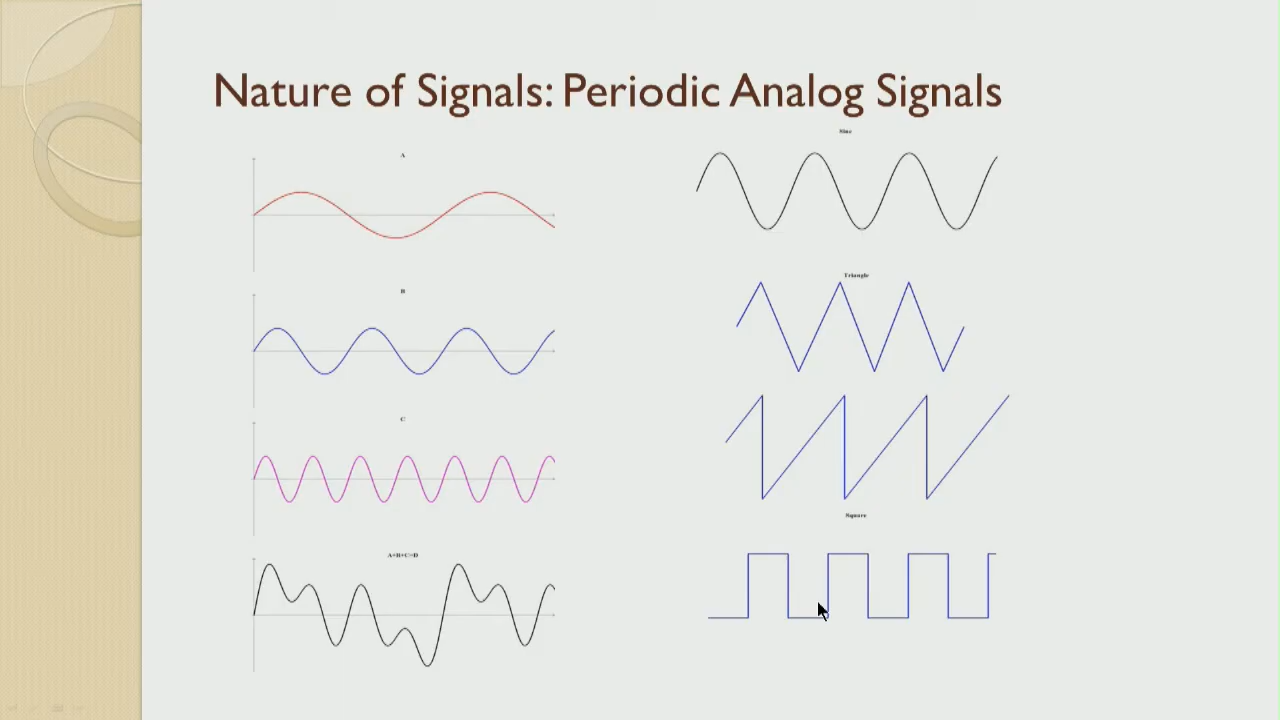 Nature of Signals: Periodic Analog Signals
A
B
C
A+B+C=D
Sine
Triangle
Square